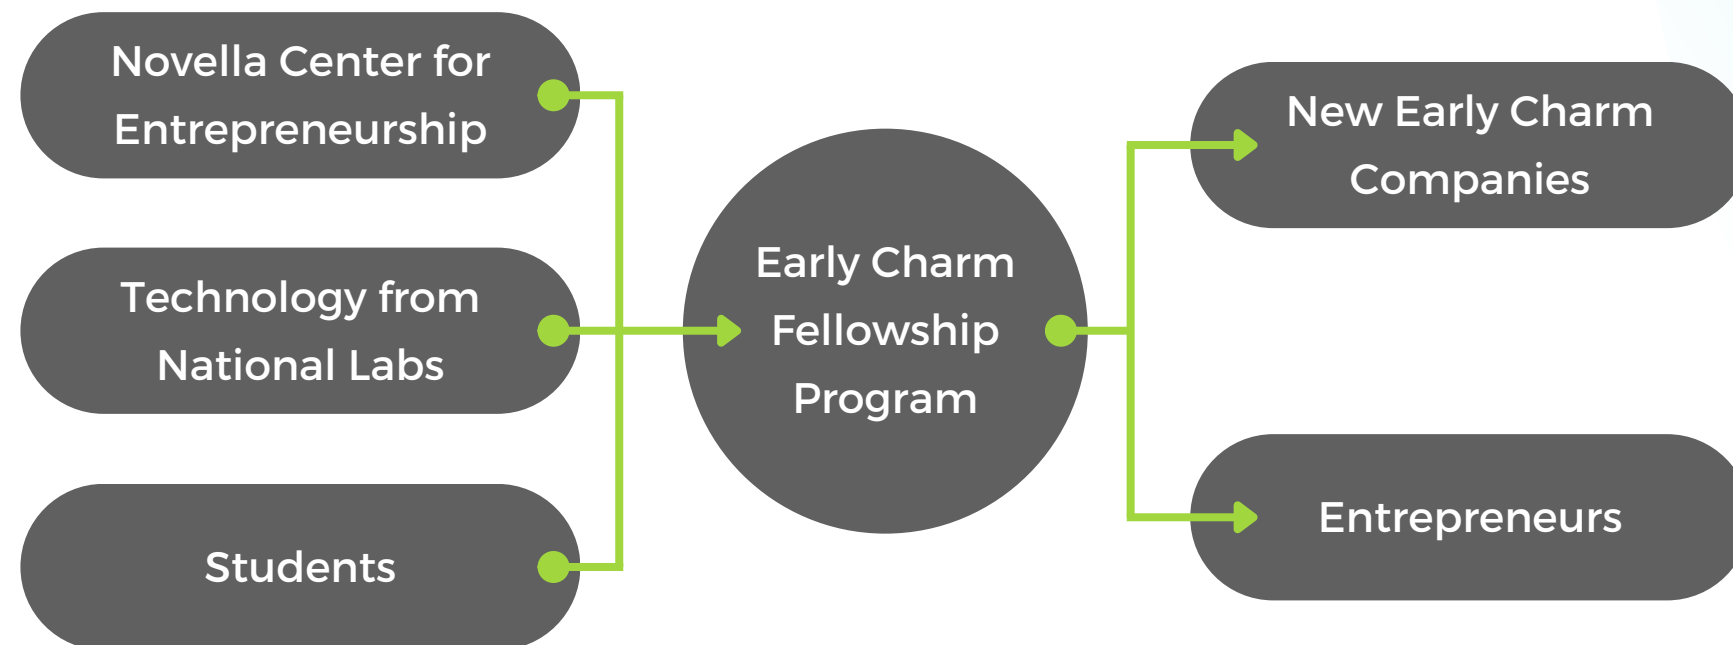 Novella Center for
Entrepreneurship
Technology from
National Labs
Students
Early Charm
Fellowship
Program
New Early Charm
Companies
Entrepreneurs